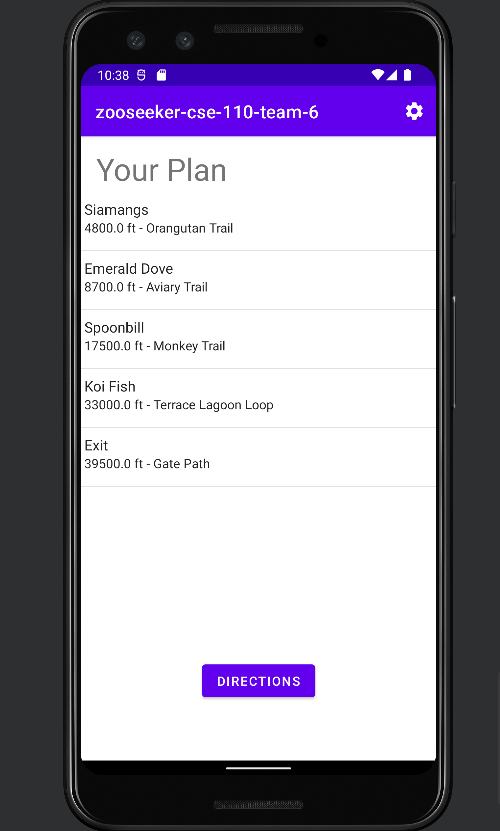 10:38
zooseeker-cse-110-team-6
Your Plan
Siamangs
4800.0 ft - Orangutan Trail
Emerald Dove
8700.0 ft - Aviary Trail
Spoonbill
17500.0 ft - Monkey Trail
Koi Fish
33000.0 ft - Terrace Lagoon Loop
Exit
39500.0 ft - Gate Path
DIRECTIONS